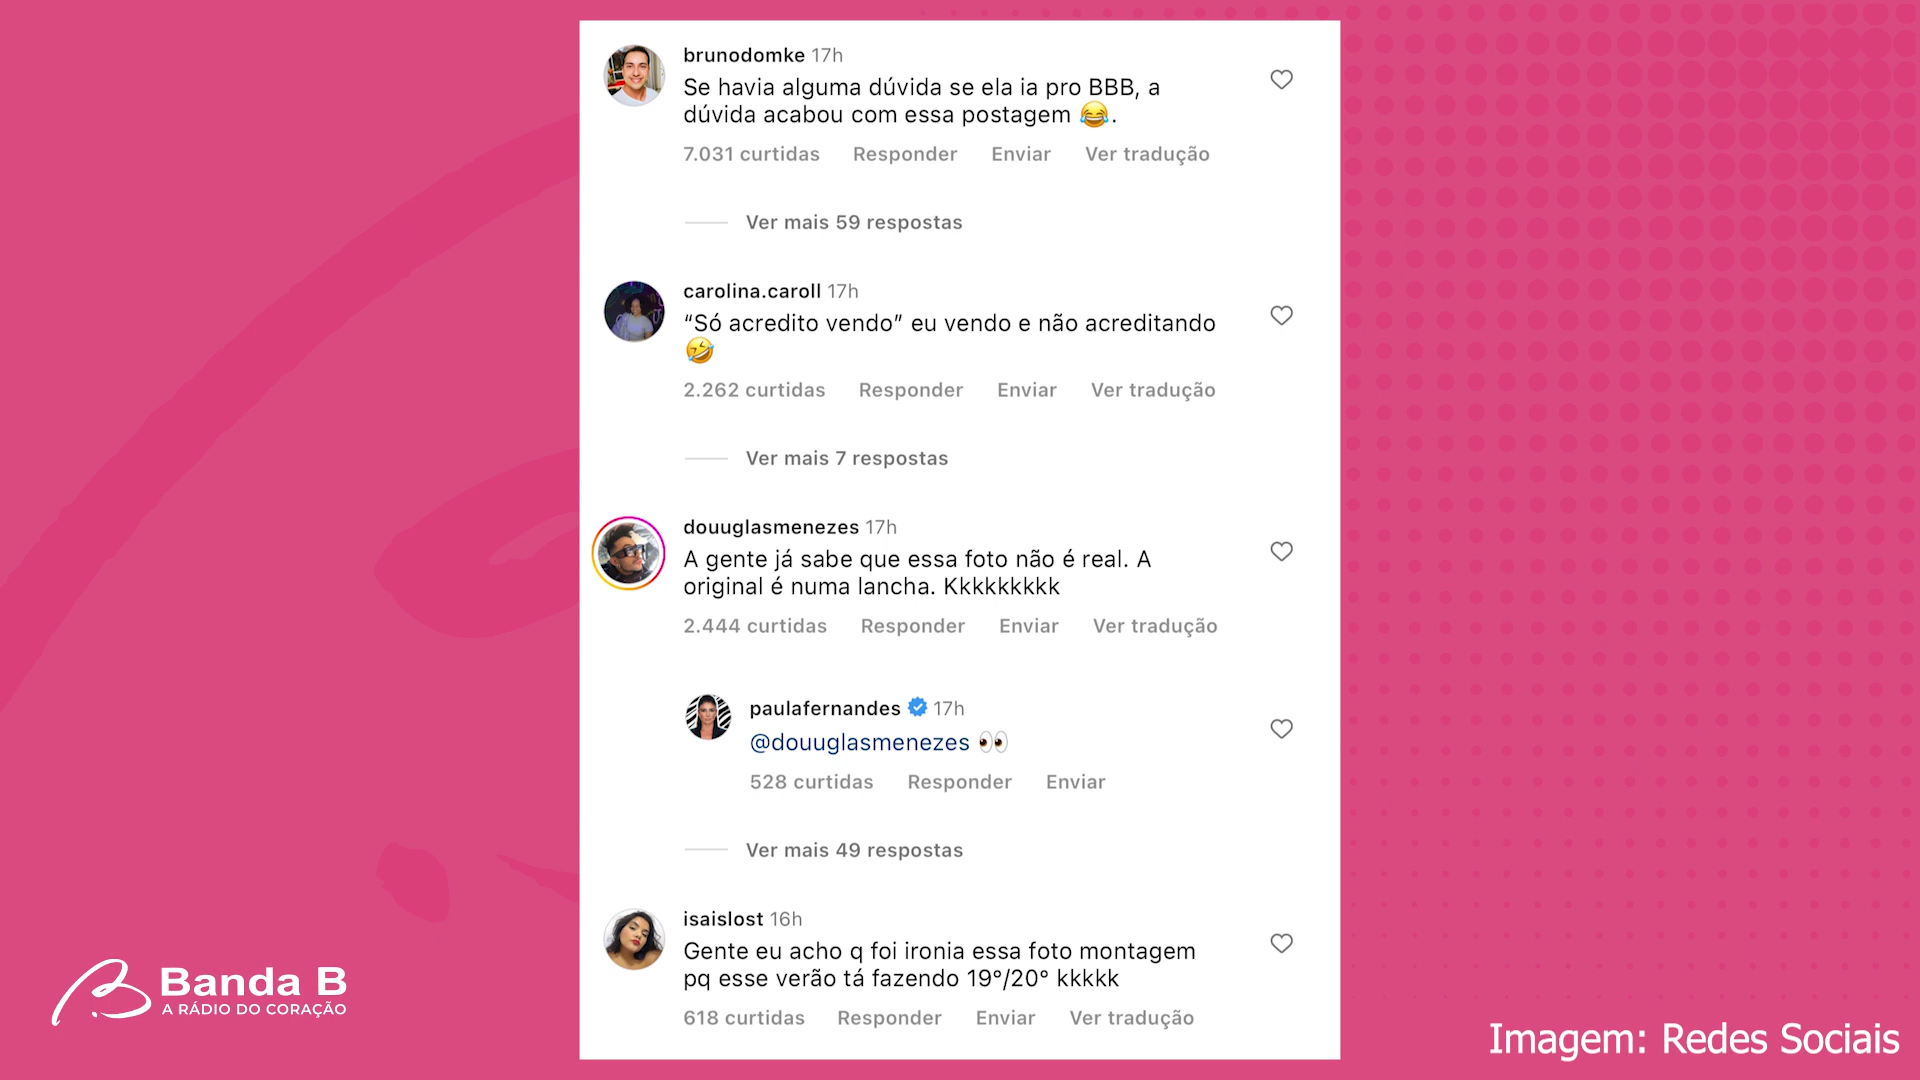 brunodomke 17h
Se havia alguma dúvida se ela ia pro BBB, a
dúvida acabou com essa postagem 😂.
7.031 curtidas Responder Enviar Ver tradução
Ver mais 59 respostas
carolina.caroll 17h
“Só acredito vendo” eu vendo e não acreditando
🤣
2.262 curtidas Responder Enviar Ver tradução
Ver mais 7 respostas
douuglasmenezes 17h
A gente já sabe que essa foto não é real. A
original é numa lancha. Kkkkkkkkk
2.444 curtidas Responder Enviar Ver tradução
paulafernandes 17h
@douuglasmenezes 👀
528 curtidas Responder Enviar
Ver mais 49 respostas
isaislost 16h
Gente eu acho q foi ironia essa foto montagem
pq esse verão tá fazendo 19°/20° kkkkk
618 curtidas Responder Enviar Ver tradução
Banda B
A RÁDIO DO CORAÇÃO
Imagem: Redes Sociais